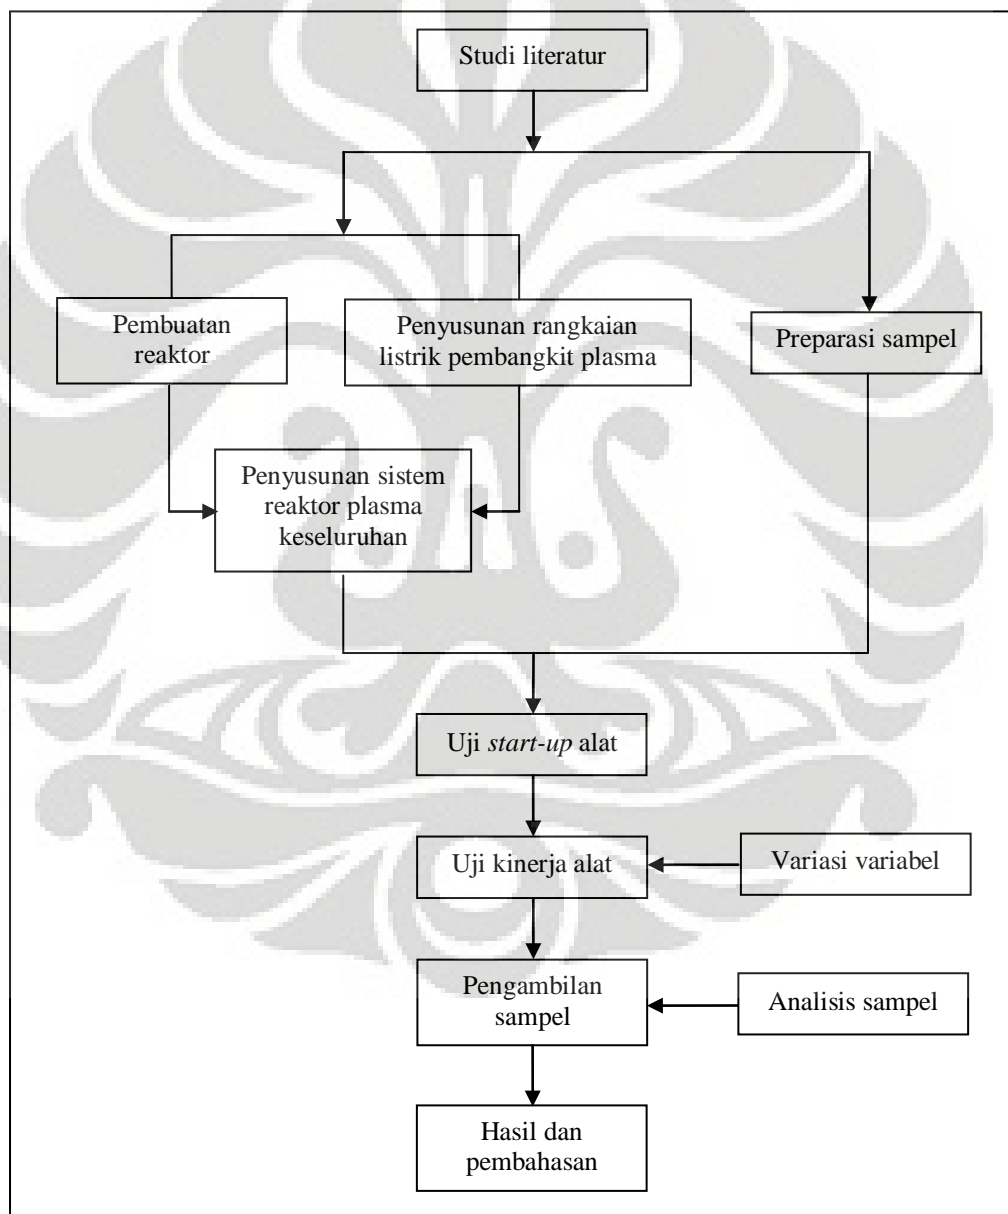 Studi literatur
Pembuatan
reaktor
Penyusunan rangkaian
listrik pembangkit plasma
Preparasi sampel
Penyusunan sistem
reaktor plasma
keseluruhan
Uji start-up alat
Uji kinerja alat
Variasi variabel
Pengambilan
sampel
Analisis sampel
Hasil dan
pembahasan